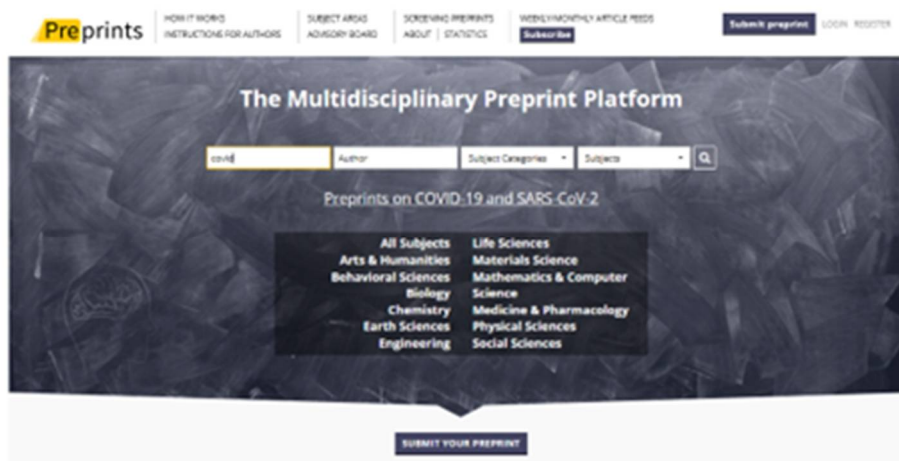 Preprints
HOW IT WORKS
INSTRUCTIONS FOR AUTHORS
SUBJECT AREAS
ADVISORY BOARD
SCREENING PREPRINTS
ABOUT | STATISTICS
WEEKLY/MONTHLY ARTICLE FEEDS
Subscribe
Submit preprint
LOGIN REGISTER
The Multidisciplinary Preprint Platform
covid
Author
Subject Categories
Subjects
Preprints on COVID-19 and SARS-CoV-2
All Subjects
Arts & Humanities
Behavioral Sciences
Biology
Chemistry
Earth Sciences
Engineering
Life Sciences
Materials Science
Mathematics & Computer
Science
Medicine & Pharmacology
Physical Sciences
Social Sciences
SUBMIT YOUR PREPRINT